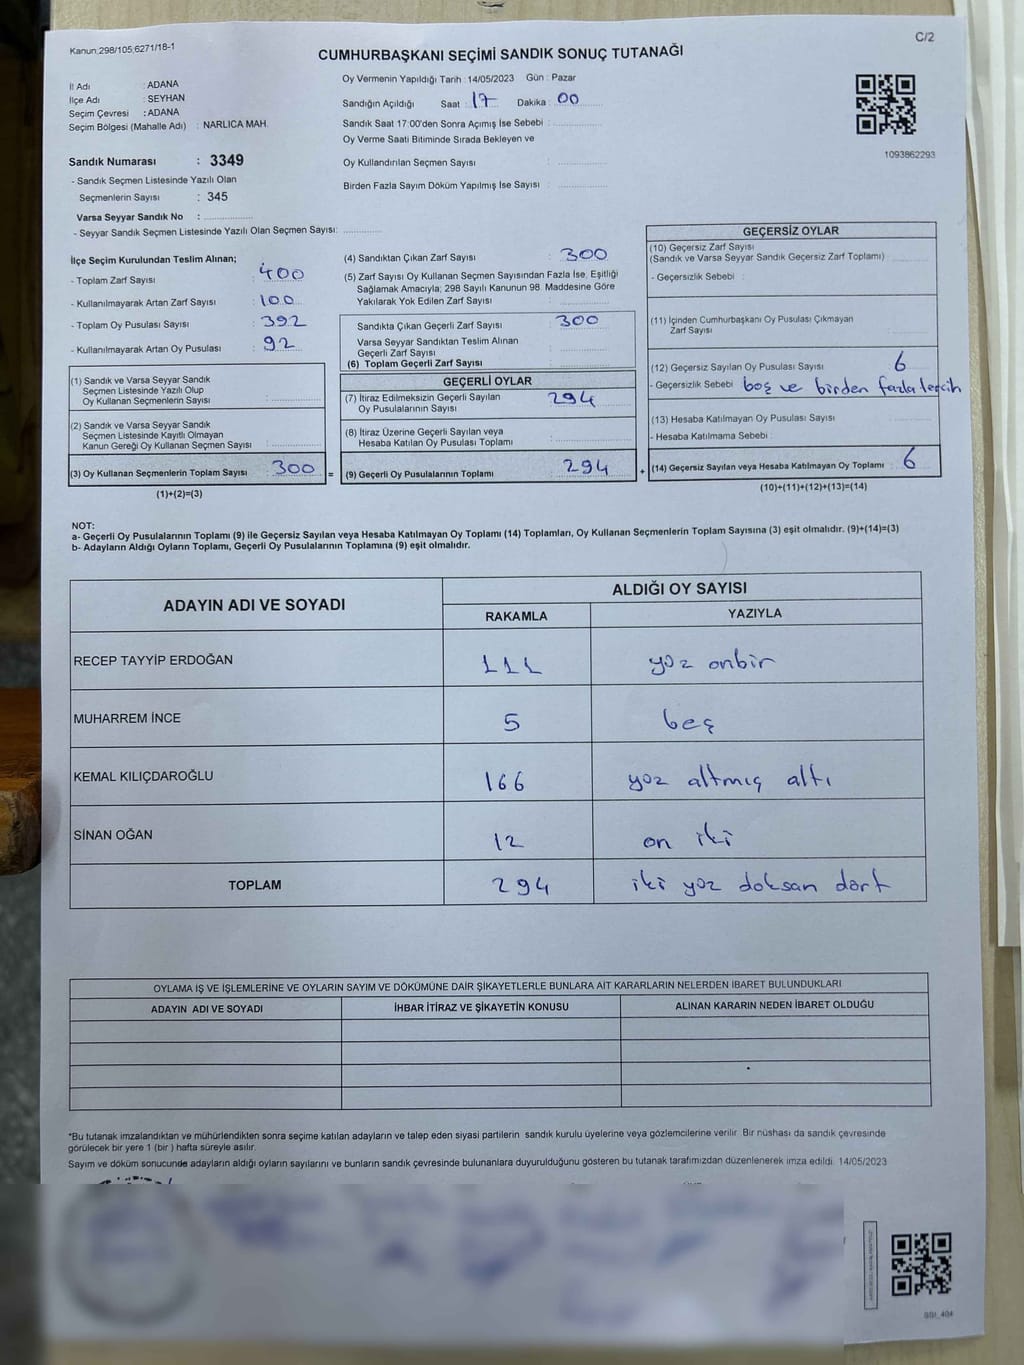 Kanun;298/105;6271/18-1
C/2
CUMHURBAŞKANI SEÇİMİ SANDIK SONUÇ TUTANAĞI
İl Adı : ADANA
İlçe Adı : SEYHAN
Seçim Çevresi : ADANA
Seçim Bölgesi (Mahalle Adı) : NARLICA MAH.
Sandık Numarası : 3349
- Sandık Seçmen Listesinde Yazılı Olan
Seçmenlerin Sayısı : 345
Varsa Seyyar Sandık No :
- Seyyar Sandık Seçmen Listesinde Yazılı Olan Seçmen Sayısı:
Oy Vermenin Yapıldığı Tarih : 14/05/2023 Gün : Pazar
Sandığın Açıldığı Saat : 17 Dakika : 00
Sandık Saat 17:00'den Sonra Açımış İse Sebebi :
Oy Verme Saati Bitiminde Sırada Bekleyen ve
Oy Kullandırılan Seçmen Sayısı :
Birden Fazla Sayım Döküm Yapılmış İse Sayısı :
1093862293
İlçe Seçim Kurulundan Teslim Alınan;
- Toplam Zarf Sayısı : 400
- Kullanılmayarak Artan Zarf Sayısı : 100
- Toplam Oy Pusulası Sayısı : 392
- Kullanılmayarak Artan Oy Pusulası : 92
(1) Sandık ve Varsa Seyyar Sandık
Seçmen Listesinde Yazılı Olup
Oy Kullanan Seçmenlerin Sayısı :
(2) Sandık ve Varsa Seyyar Sandık
Seçmen Listesinde Kayıtlı Olmayan
Kanun Gereği Oy Kullanan Seçmen Sayısı :
(3) Oy Kullanan Seçmenlerin Toplam Sayısı : 300 =
(1)+(2)=(3)
(4) Sandıktan Çıkan Zarf Sayısı : 300
(5) Zarf Sayısı Oy Kullanan Seçmen Sayısından Fazla İse, Eşitliği
Sağlamak Amacıyla; 298 Sayılı Kanunun 98. Maddesine Göre
Yakılarak Yok Edilen Zarf Sayısı :
Sandıkta Çıkan Geçerli Zarf Sayısı : 300
Varsa Seyyar Sandıktan Teslim Alınan
Geçerli Zarf Sayısı :
(6) Toplam Geçerli Zarf Sayısı :
GEÇERLİ OYLAR
(7) İtiraz Edilmeksizin Geçerli Sayılan
Oy Pusulalarının Sayısı : 294
(8) İtiraz Üzerine Geçerli Sayılan veya
Hesaba Katılan Oy Pusulası Toplamı :
(9) Geçerli Oy Pusulalarının Toplamı : 294 +
GEÇERSİZ OYLAR
(10) Geçersiz Zarf Sayısı
(Sandık ve Varsa Seyyar Sandık Geçersiz Zarf Toplamı) :
- Geçersizlik Sebebi :
(11) İçinden Cumhurbaşkanı Oy Pusulası Çıkmayan
Zarf Sayısı :
(12) Geçersiz Sayılan Oy Pusulası Sayısı : 6
- Geçersizlik Sebebi : boş ve birden fazla tercih
(13) Hesaba Katılmayan Oy Pusulası Sayısı :
- Hesaba Katılmama Sebebi :
(14) Geçersiz Sayılan veya Hesaba Katılmayan Oy Toplamı : 6
(10)+(11)+(12)+(13)=(14)
NOT:
a- Geçerli Oy Pusulalarının Toplamı (9) ile Geçersiz Sayılan veya Hesaba Katılmayan Oy Toplamı (14) Toplamları, Oy Kullanan Seçmenlerin Toplam Sayısına (3) eşit olmalıdır. (9)+(14)=(3)
b- Adayların Aldığı Oyların Toplamı, Geçerli Oy Pusulalarının Toplamına (9) eşit olmalıdır.
ADAYIN ADI VE SOYADI
ALDIĞI OY SAYISI
RAKAMLA YAZIYLA
RECEP TAYYİP ERDOĞAN 111 yüz onbir
MUHARREM İNCE 5 beş
KEMAL KILIÇDAROĞLU 166 yüz altmış altı
SİNAN OĞAN 12 on iki
TOPLAM 294 iki yüz doksan dört
OYLAMA İŞ VE İŞLEMLERİNE VE OYLARIN SAYIM VE DÖKÜMÜNE DAİR ŞİKAYETLERLE BUNLARA AİT KARARLARIN NELERDEN İBARET BULUNDUKLARI
ADAYIN ADI VE SOYADI İHBAR İTİRAZ VE ŞİKAYETİN KONUSU ALINAN KARARIN NEDEN İBARET OLDUĞU
*Bu tutanak imzalandıktan ve mühürlendikten sonra seçime katılan adayların ve talep eden siyasi partilerin sandık kurulu üyelerine veya gözlemcilerine verilir. Bir nüshası da sandık çevresinde
görülecek bir yere 1 (bir ) hafta süreyle asılır.
Sayım ve döküm sonucunda adayların aldığı oyların sayılarını ve bunların sandık çevresinde bulunanlara duyurulduğunu gösteren bu tutanak tarafımızdan düzenlenerek imza edildi. 14/05/2023